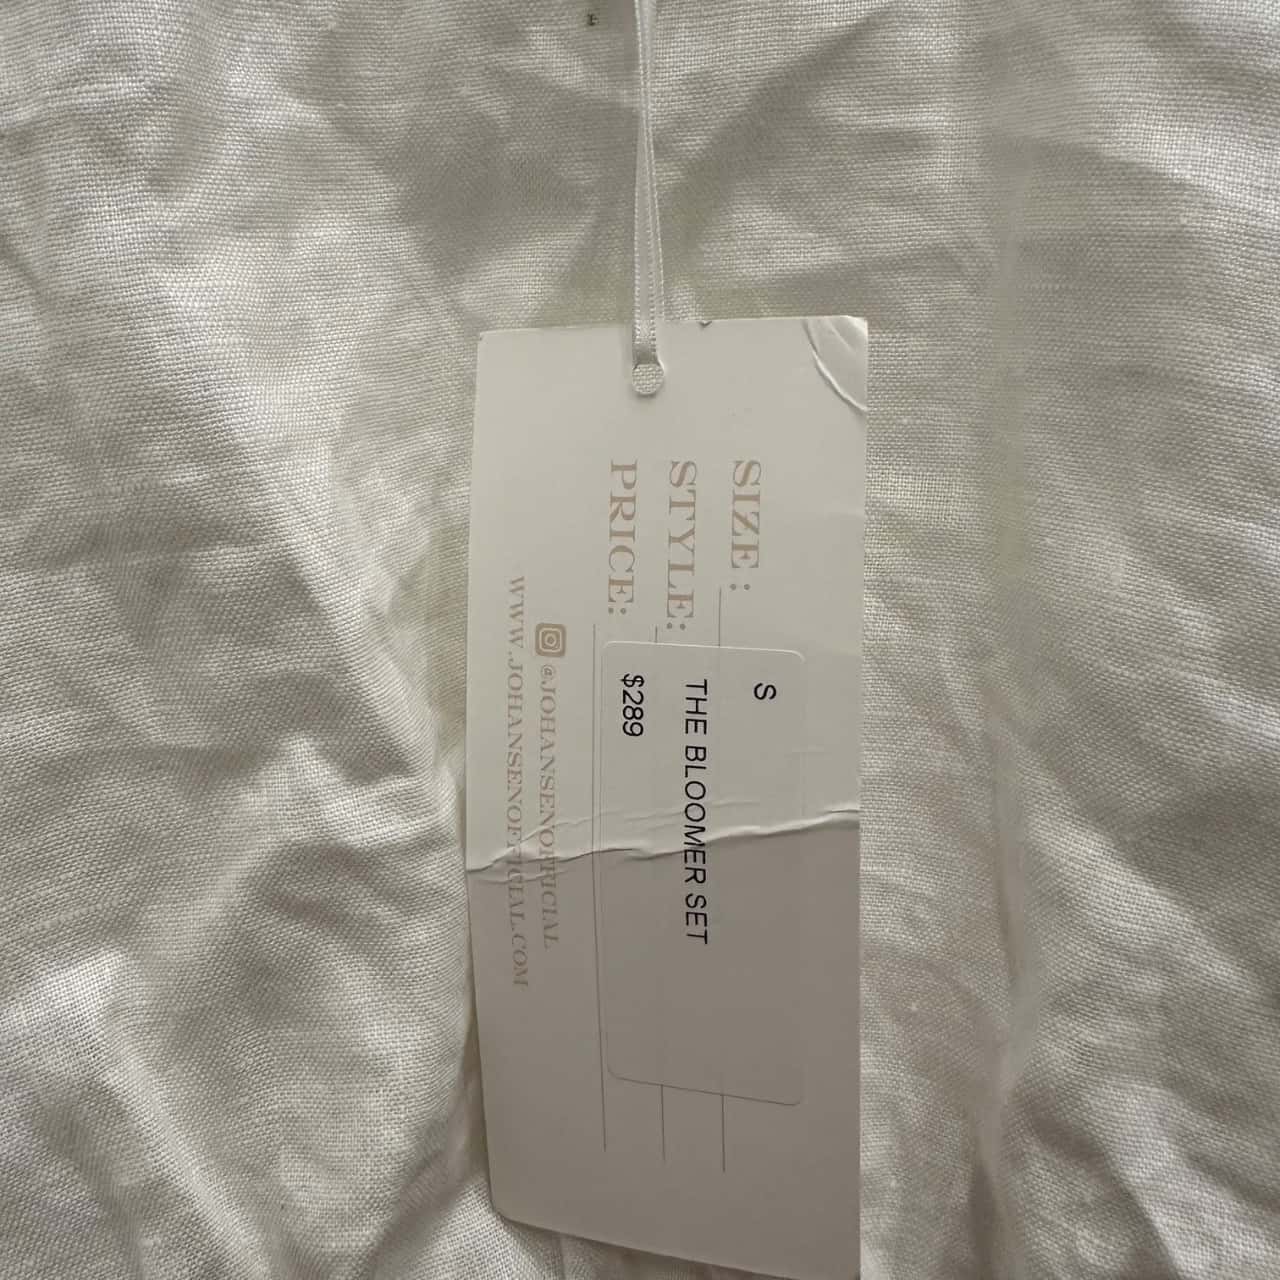 SIZE :
S
STYLE:
THE BLOOMER SET
PRICE:
$289
@JOHANSENOFFICIAL
WWW.JOHANSENOFFICIAL.COM